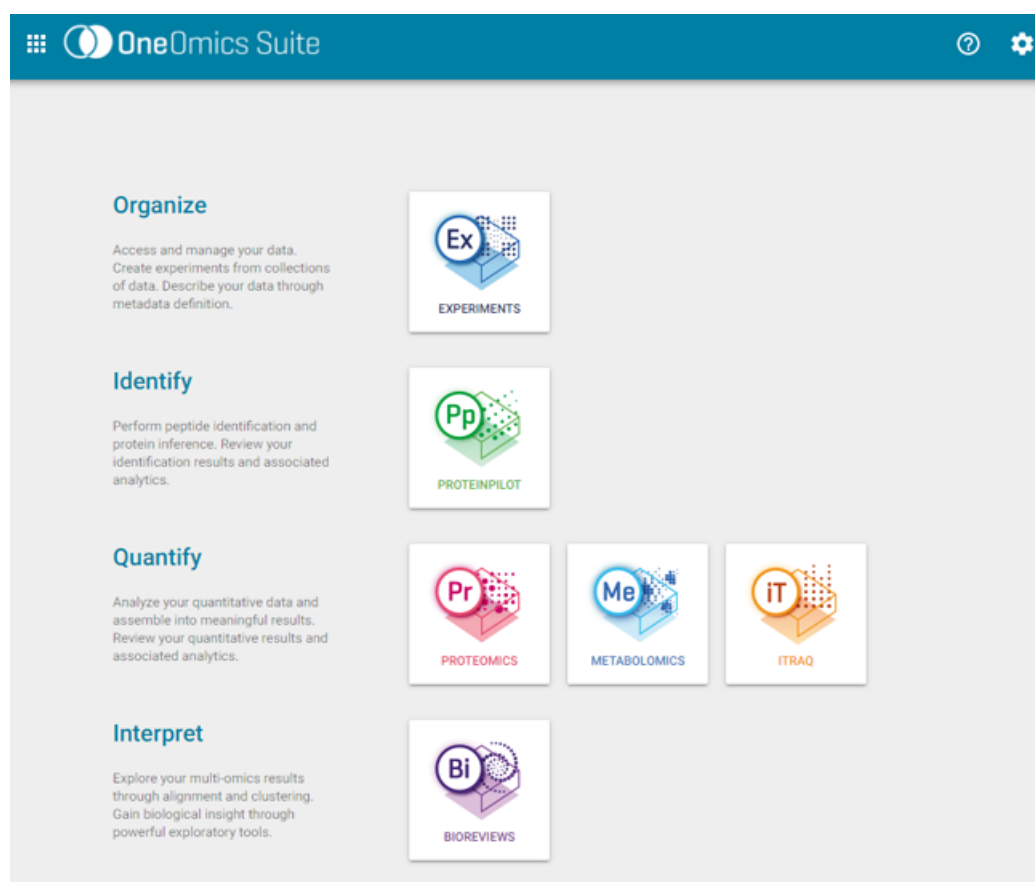 OneOmics Suite
Organize
Access and manage your data.
Create experiments from collections
of data. Describe your data through
metadata definition.
Ex
EXPERIMENTS
Identify
Perform peptide identification and
protein inference. Review your
identification results and associated
analytics.
Pp
PROTEINPILOT
Quantify
Analyze your quantitative data and
assemble into meaningful results.
Review your quantitative results and
associated analytics.
Pr
PROTEOMICS
Me
METABOLOMICS
iT
ITRAQ
Interpret
Explore your multi-omics results
through alignment and clustering.
Gain biological insight through
powerful exploratory tools.
Bi
BIOREVIEWS